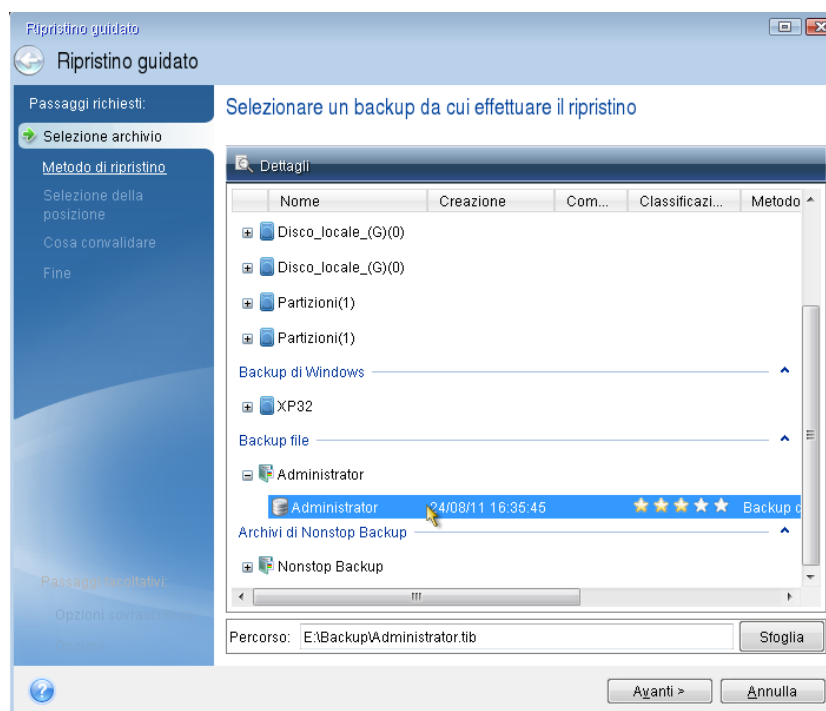 Ripristino guidato
Ripristino guidato
Passaggi richiesti:
Selezione archivio
Metodo di ripristino
Selezione della
posizione
Cosa convalidare
Fine
Passaggi facoltativi:
Opzioni
Selezionare un backup da cui effettuare il ripristino
Dettagli
Nome Creazione Com... Classificazi... Metodo
Disco_locale_(G)(0)
Disco_locale_(G)(0)
Partizioni(1)
Partizioni(1)
Backup di Windows
XP32
Backup file
Administrator
Administrator 24/08/11 16:35:45 Backup
Archivi di Nonstop Backup
Nonstop Backup
Percorso: E:\Backup\Administrator.tib Sfoglia
Avanti > Annulla